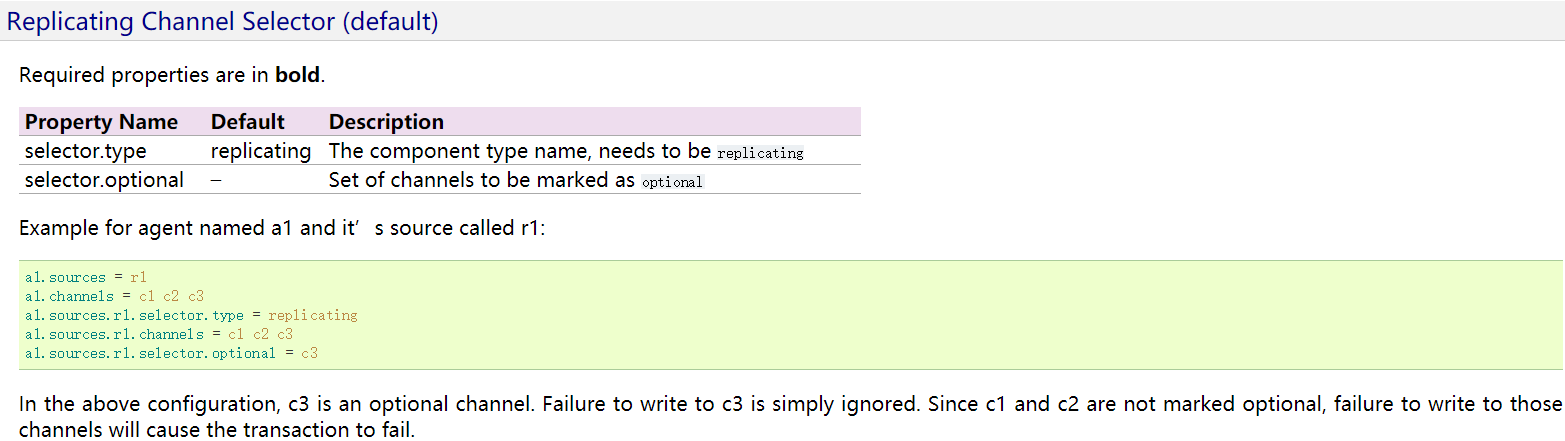 Replicating Channel Selector (default)
Required properties are in bold.
Property Name Default Description
selector.type replicating The component type name, needs to be replicating
selector.optional – Set of channels to be marked as optional
Example for agent named a1 and it’s source called r1:
a1.sources = r1
a1.channels = c1 c2 c3
a1.sources.r1.selector.type = replicating
a1.sources.r1.channels = c1 c2 c3
a1.sources.r1.selector.optional = c3
In the above configuration, c3 is an optional channel. Failure to write to c3 is simply ignored. Since c1 and c2 are not marked optional, failure to write to those
channels will cause the transaction to fail.